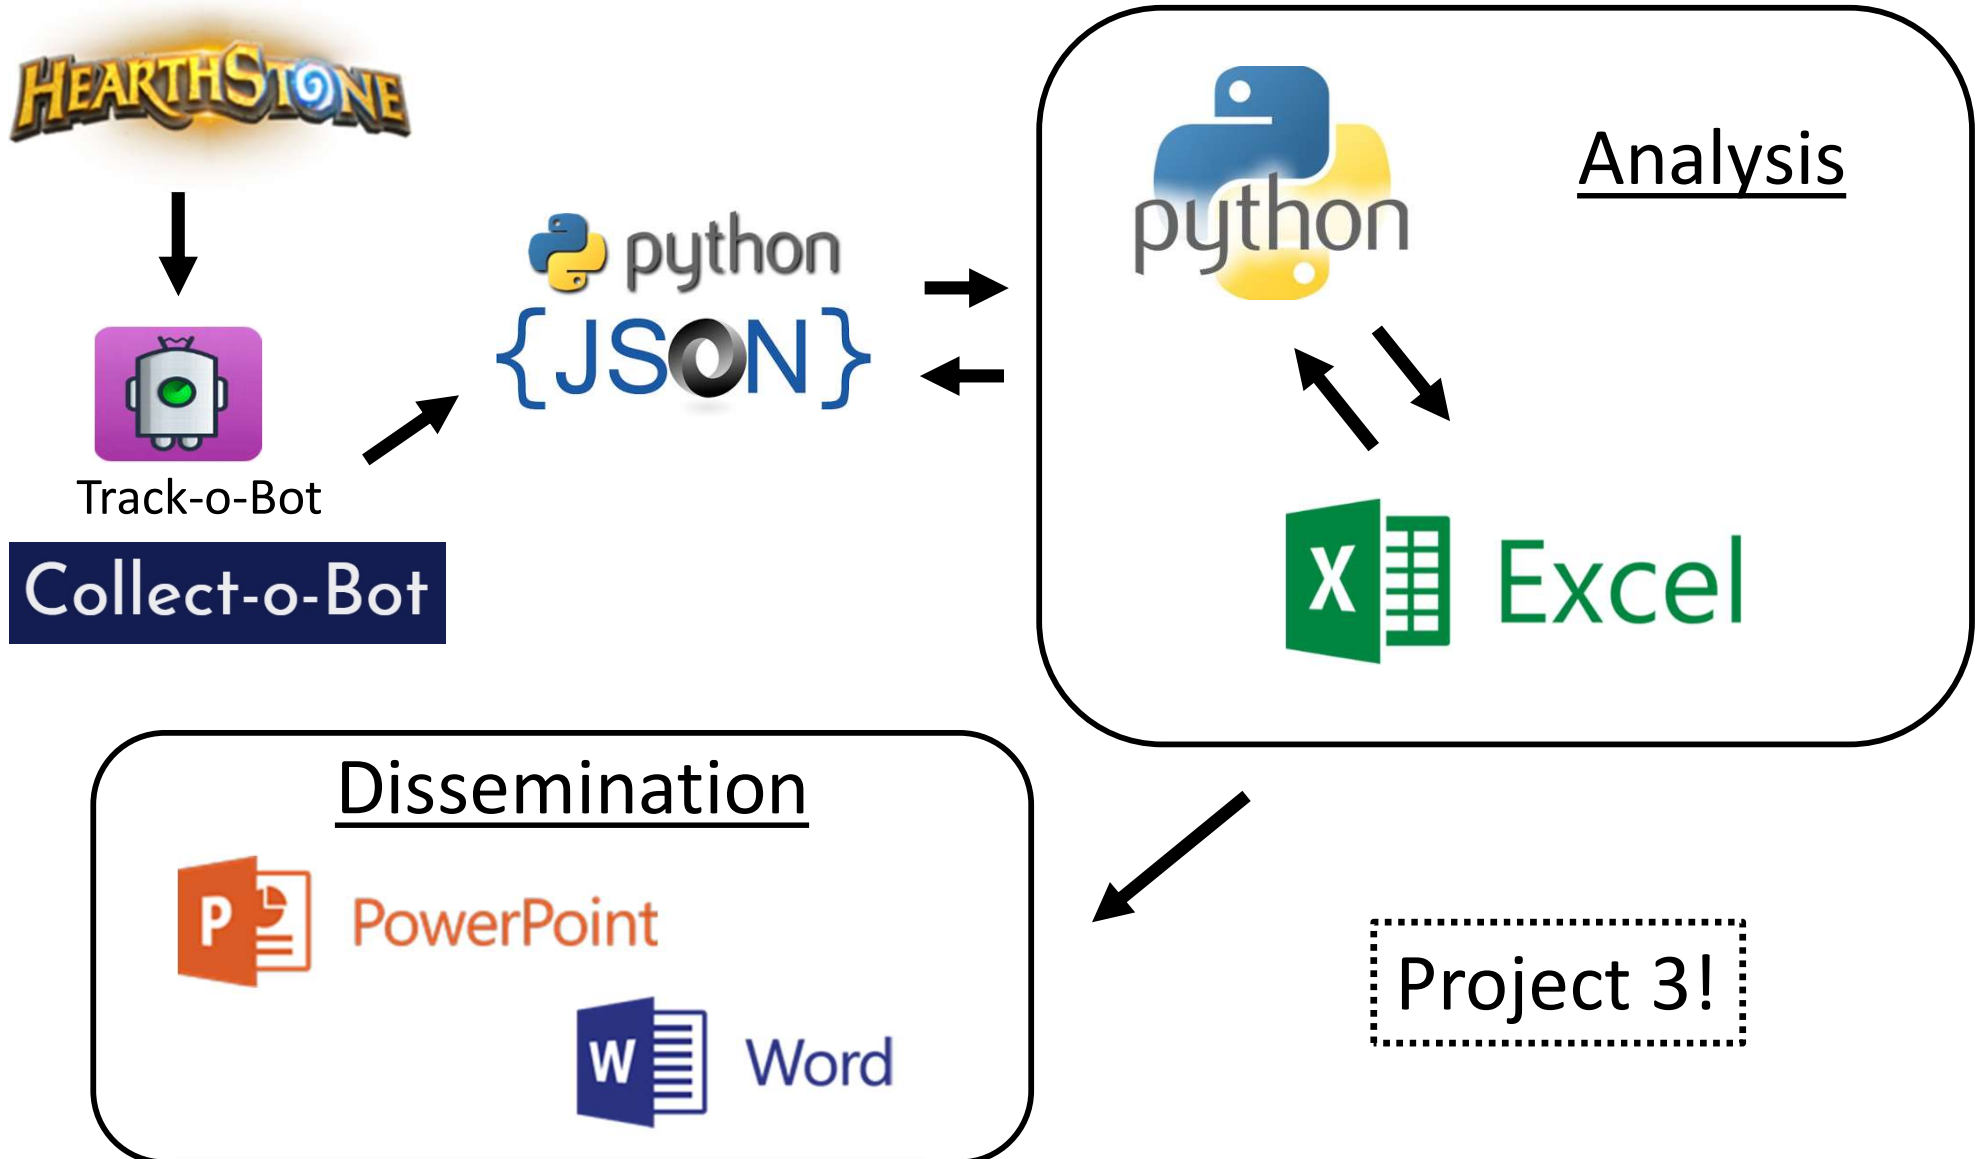 HEARTHSTONE
Track-o-Bot
Collect-o-Bot
python
{JSON}
python
Analysis
X Excel
Dissemination
P PowerPoint
W Word
Project 3!